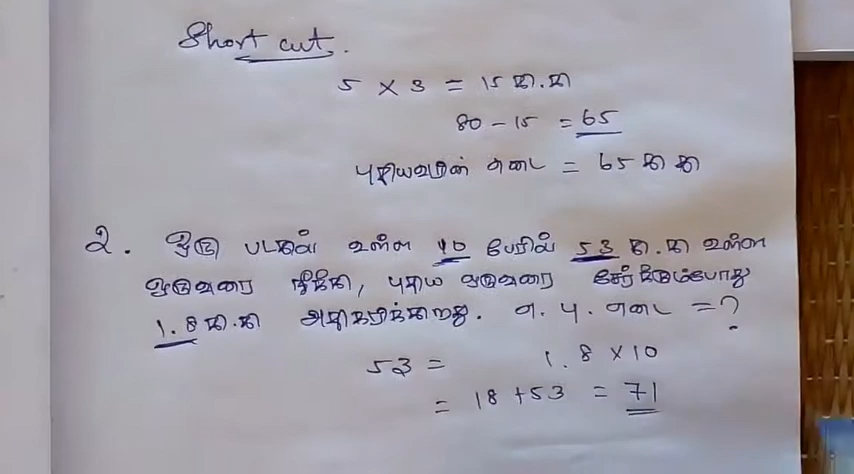 Short cut.
5 × 3 = 15 கி.கி
80 - 15 = 65
புதியவரின் எடை = 65 கி கி
2. ஒரு படகில் உள்ள 10 பேரில் 53 கி.கி உள்ள
ஒருவரை நீக்கி, புதிய ஒருவரை சேர்க்கும்போது
1.8 கி.கி அதிகரிக்கிறது. எ. பு. எடை = ?
53 = 1.8 × 10
= 18 + 53 = 71